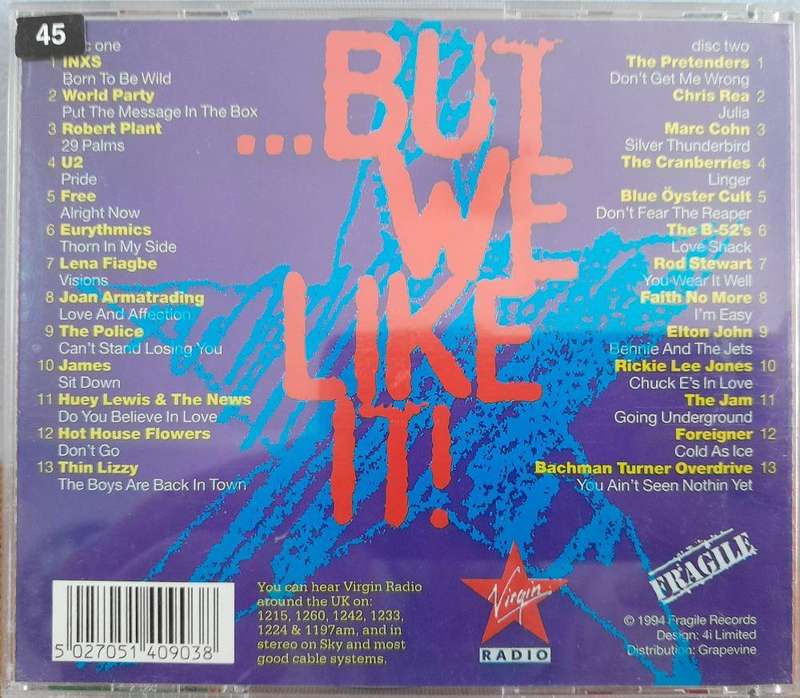 45
disc one
1 INXS
Born To Be Wild
2 World Party
Put The Message In The Box
3 Robert Plant
29 Palms
4 U2
Pride
5 Free
Alright Now
6 Eurythmics
Thorn In My Side
7 Lena Fiagbe
Visions
8 Joan Armatrading
Love And Affection
9 The Police
Can't Stand Losing You
10 James
Sit Down
11 Huey Lewis & The News
Do You Believe In Love
12 Hot House Flowers
Don't Go
13 Thin Lizzy
The Boys Are Back In Town
...BUT
WE
LIKE
IT!
disc two
The Pretenders 1
Don't Get Me Wrong
Chris Rea 2
Julia
Marc Cohn 3
Silver Thunderbird
The Cranberries 4
Linger
Blue Öyster Cult 5
Don't Fear The Reaper
The B-52's 6
Love Shack
Rod Stewart 7
You Wear It Well
Faith No More 8
I'm Easy
Elton John 9
Bennie And The Jets
Rickie Lee Jones 10
Chuck E's In Love
The Jam 11
Going Underground
Foreigner 12
Cold As Ice
Bachman Turner Overdrive 13
You Ain't Seen Nothin Yet
5 027051 409038
You can hear Virgin Radio
around the UK on:
1215, 1260, 1242, 1233,
1224 & 1197am, and in
stereo on Sky and most
good cable systems.
Virgin
RADIO
FRAGILE
© 1994 Fragile Records
Design: 4i Limited
Distribution: Grapevine